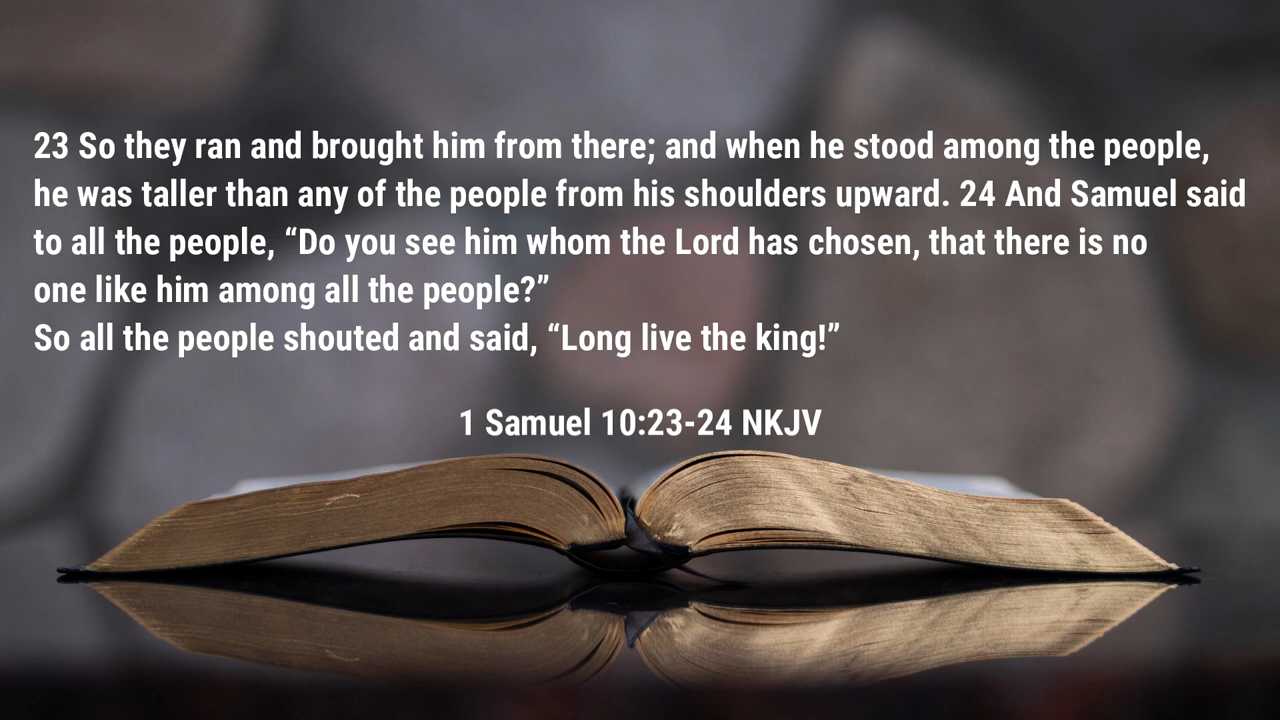 23 So they ran and brought him from there; and when he stood among the people,
he was taller than any of the people from his shoulders upward. 24 And Samuel said
to all the people, “Do you see him whom the Lord has chosen, that there is no
one like him among all the people?”
So all the people shouted and said, “Long live the king!”
1 Samuel 10:23-24 NKJV